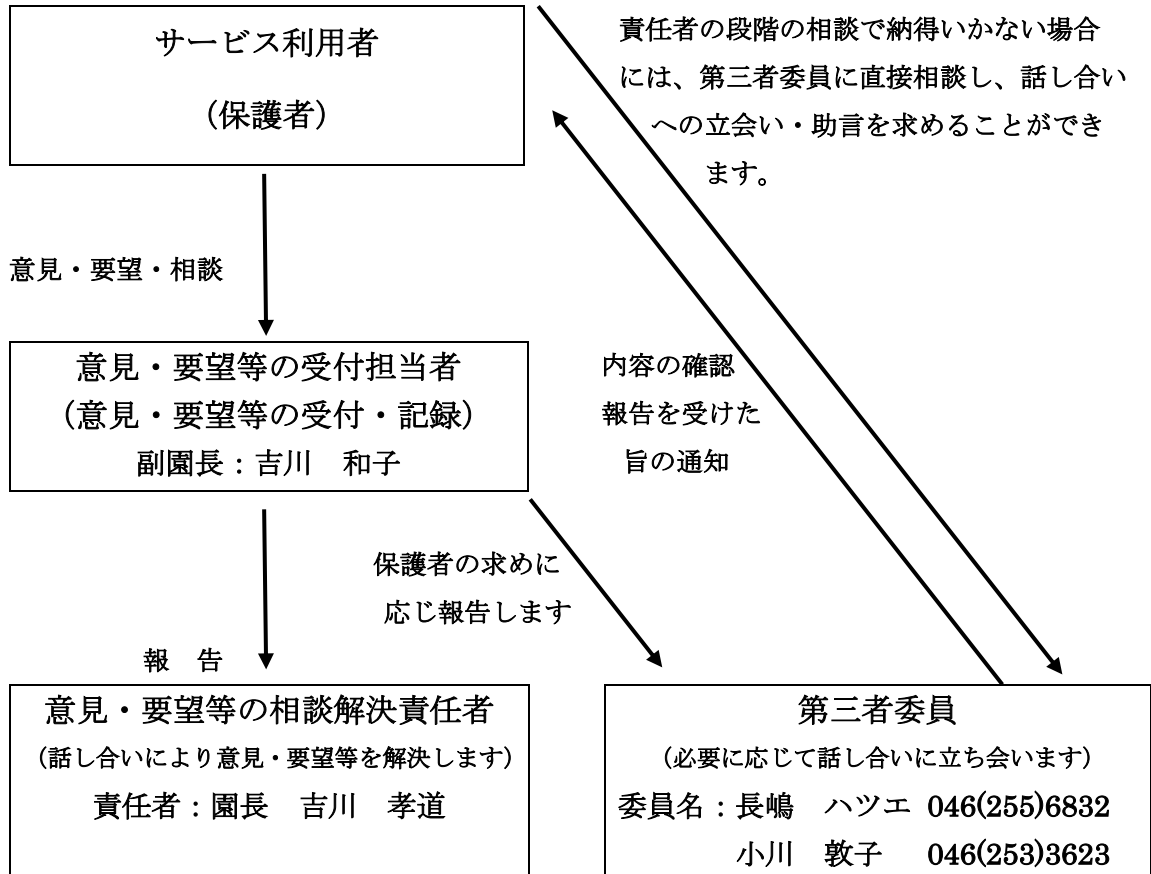 サービス利用者
(保護者)
責任者の段階の相談で納得いかない場合
には、第三者委員に直接相談し、話し合い
への立会い・助言を求めることができ
ます。
意見・要望・相談
意見・要望等の受付担当者
(意見・要望等の受付・記録)
副園長：吉川　和子
内容の確認
報告を受けた
旨の通知
保護者の求めに
応じ報告します
報　告
意見・要望等の相談解決責任者
(話し合いにより意見・要望等を解決します)
責任者：園長　吉川　孝道
第三者委員
(必要に応じて話し合いに立ち会います)
委員名：長嶋　ハツエ 046(255)6832
小川　敦子　046(253)3623